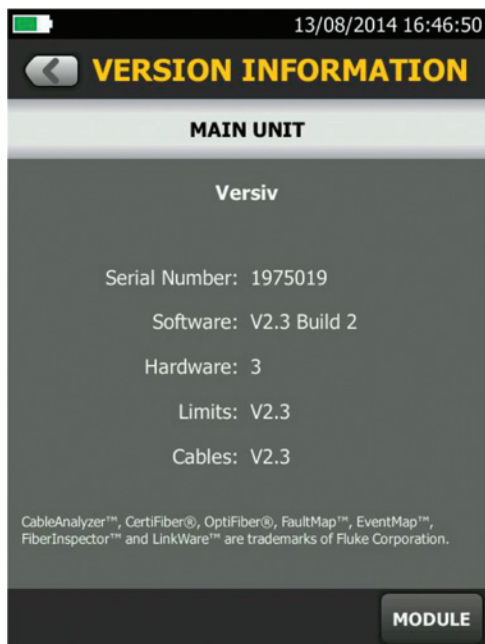 13/08/2014 16:46:50
VERSION INFORMATION
MAIN UNIT
Versiv
Serial Number: 1975019
Software: V2.3 Build 2
Hardware: 3
Limits: V2.3
Cables: V2.3
CableAnalyzer™, CertiFiber®, OptiFiber®, FaultMap™, EventMap™,
FiberInspector™ and LinkWare™ are trademarks of Fluke Corporation.
MODULE